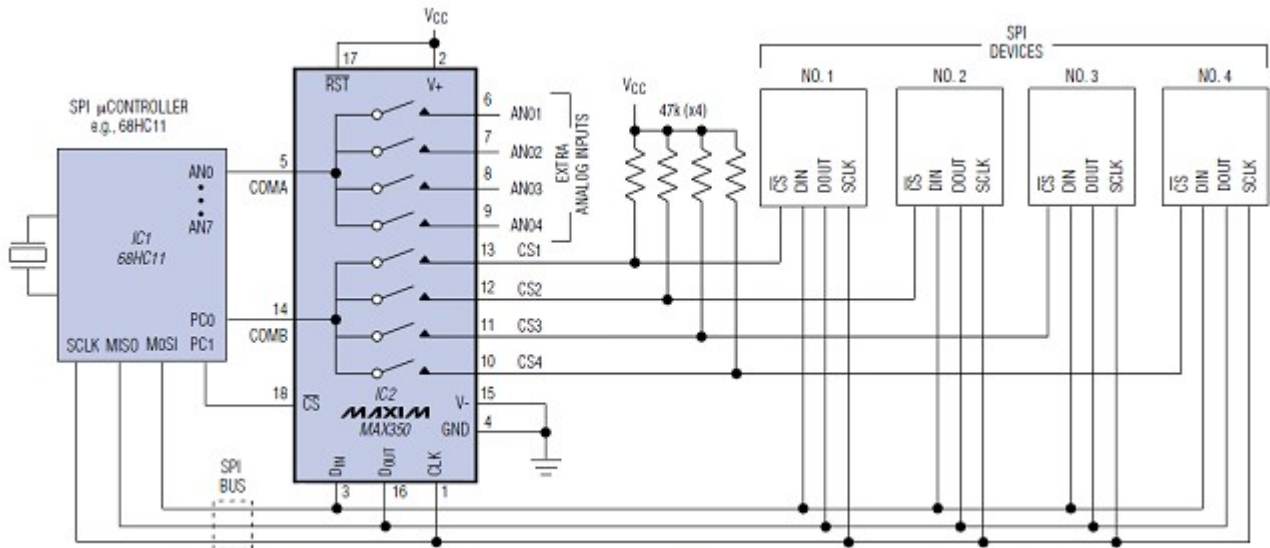 VCC
SPI
DEVICES
17
2
RST
V+
VCC
47k (x4)
NO. 1
NO. 2
NO. 3
NO. 4
SPI µCONTROLLER
e.g., 68HC11
6
AN01
7
AN02
8
AN03
9
AN04
EXTRA
ANALOG INPUTS
AN0
AN7
5
COMA
IC1
68HC11
CS DIN DOUT SCLK
CS DIN DOUT SCLK
CS DIN DOUT SCLK
CS DIN DOUT SCLK
13
CS1
12
CS2
11
CS3
10
CS4
PC0
14
COMB
SCLK MISO MOSI PC1
18
CS
IC2
MAXIM
MAX350
V-
15
GND
4
DIN
DOUT
CLK
3
16
1
SPI
BUS